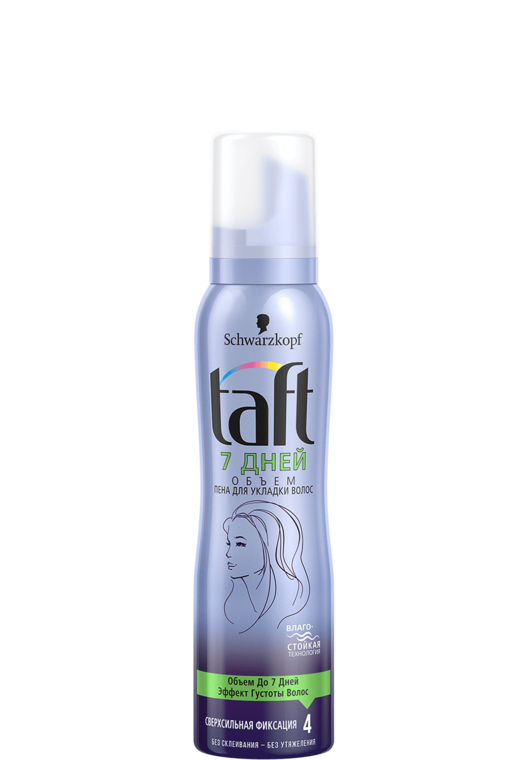 Schwarzkopf
taft
7 ДНЕЙ
ОБЪЕМ
ПЕНА ДЛЯ УКЛАДКИ ВОЛОС
ВЛАГО-
СТОЙКАЯ
ТЕХНОЛОГИЯ
Объем До 7 Дней
Эффект Густоты Волос
СВЕРХСИЛЬНАЯ ФИКСАЦИЯ 4
БЕЗ СКЛЕИВАНИЯ – БЕЗ УТЯЖЕЛЕНИЯ